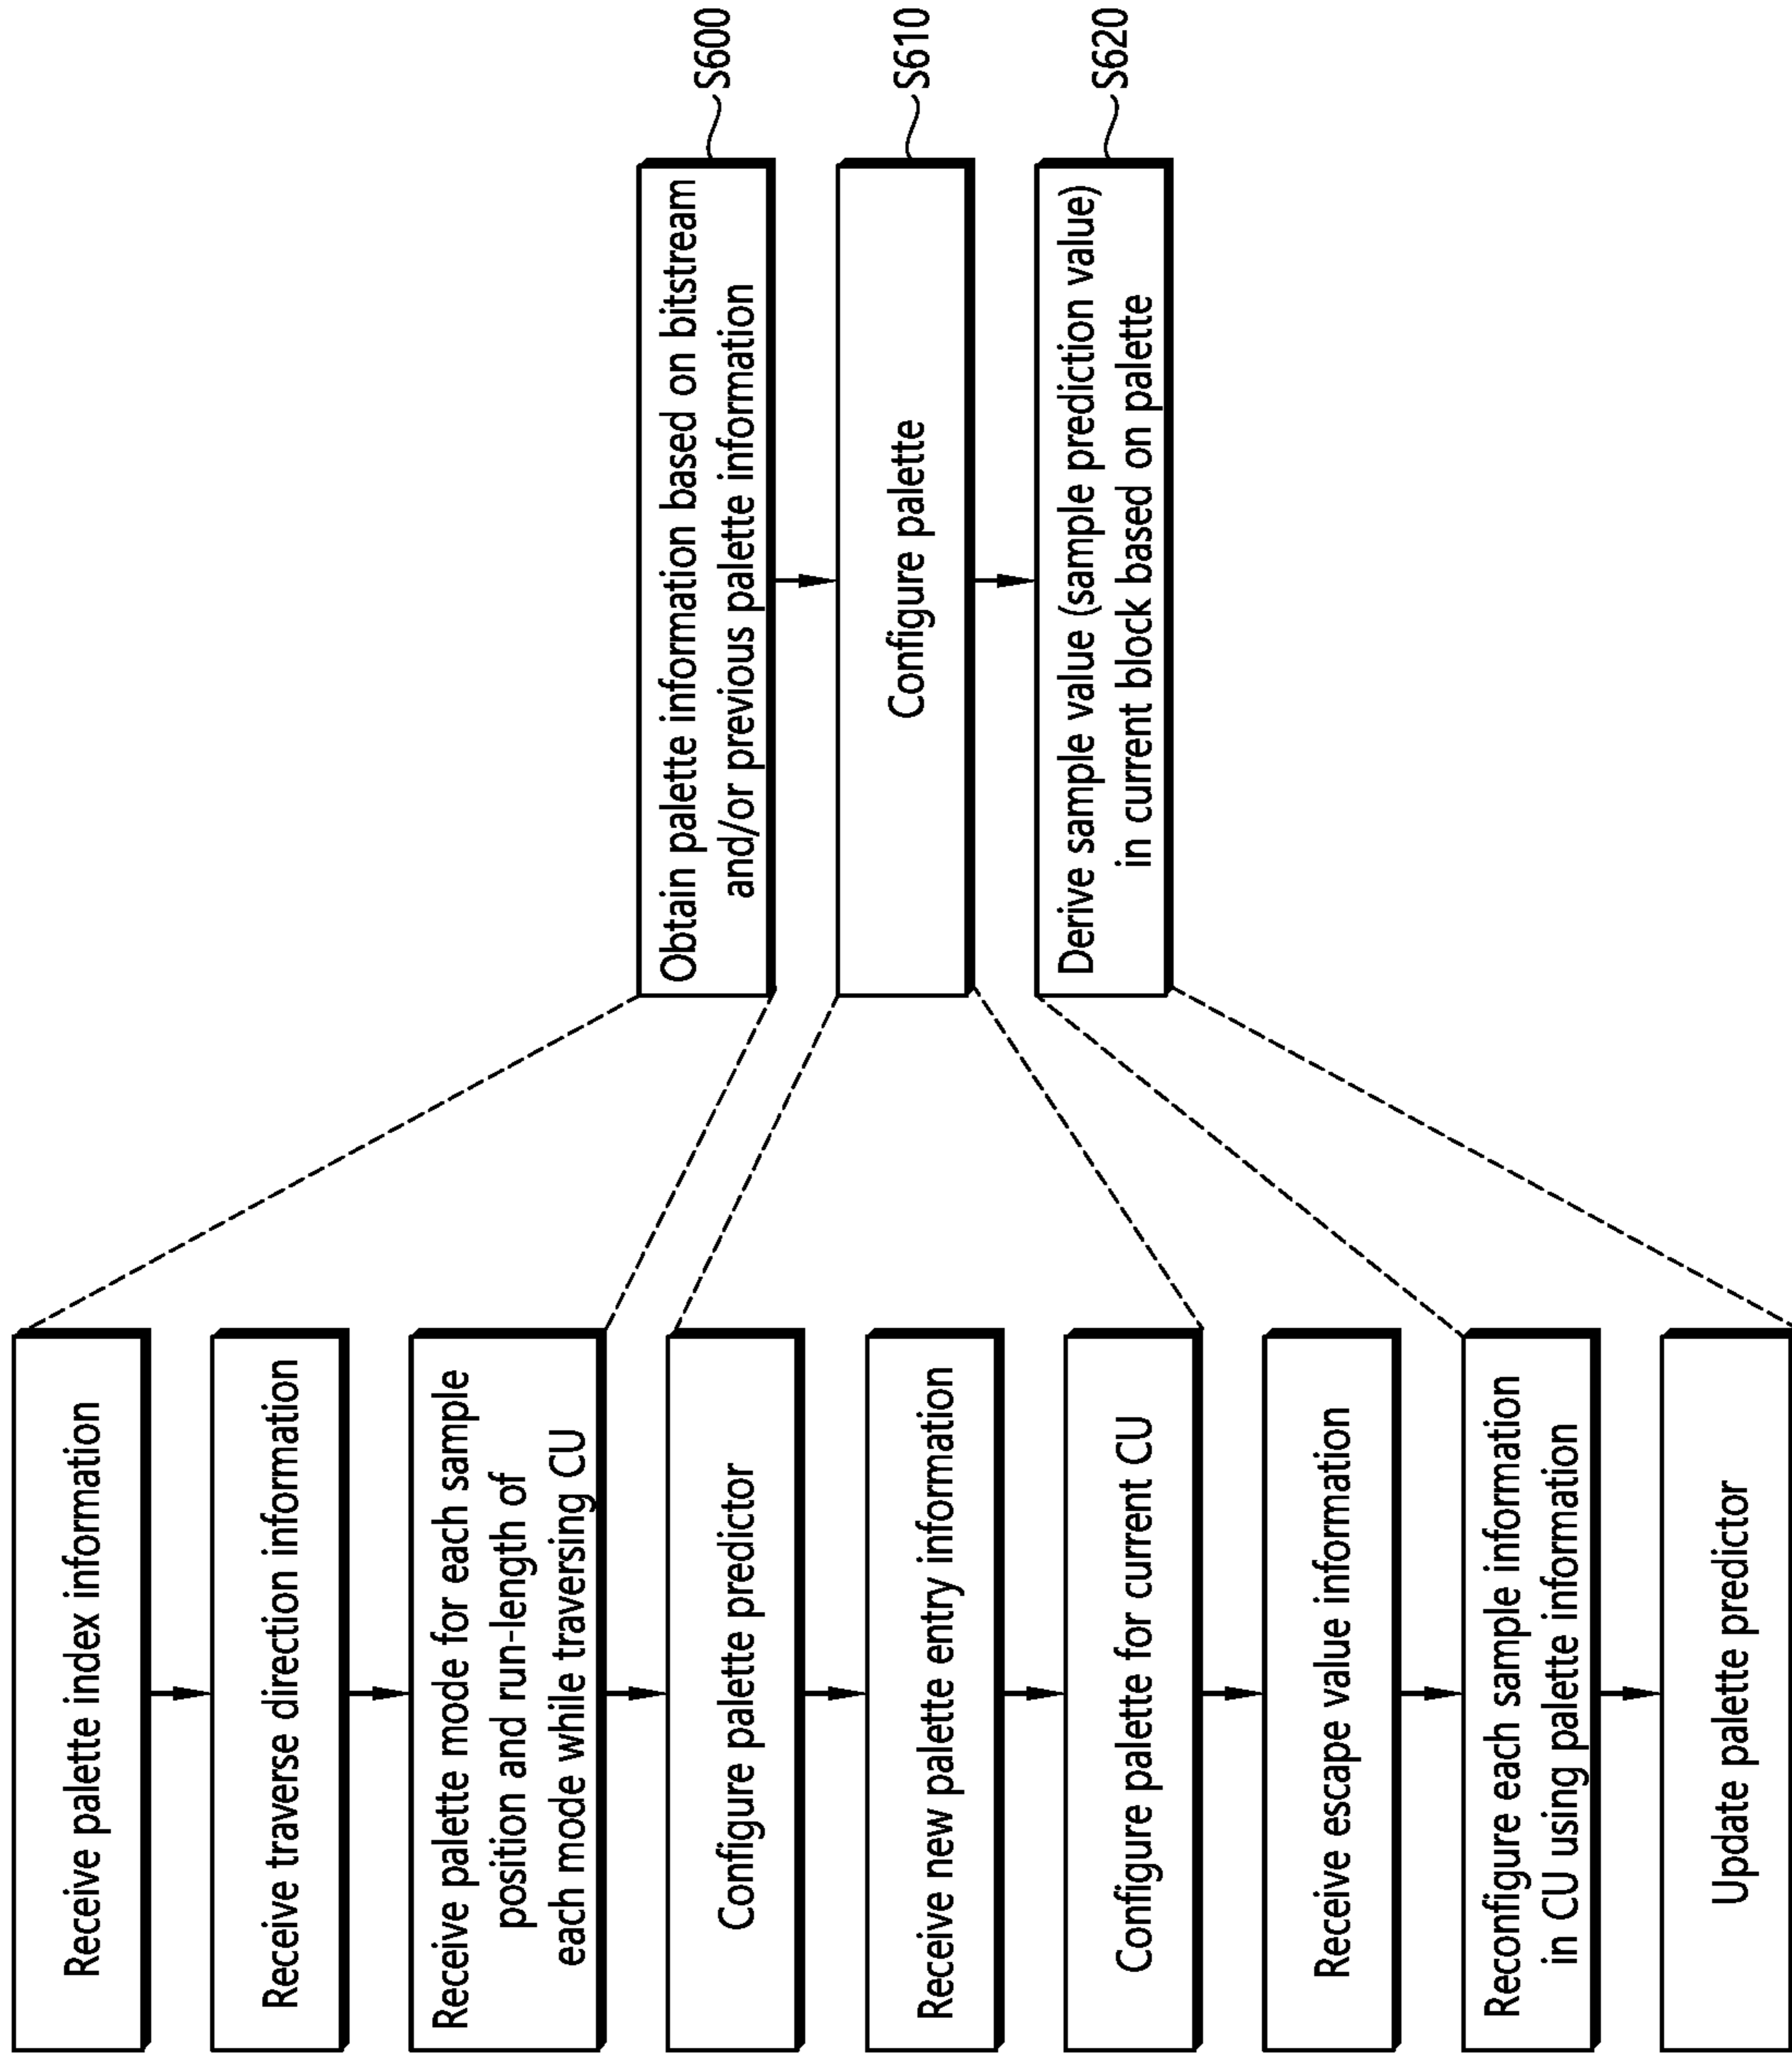 S600
Obtain palette information based on bitstream
and/or previous palette information
S610
Configure palette
S620
Derive sample value (sample prediction value)
in current block based on palette
Receive palette index information
Receive traverse direction information
Receive palette mode for each sample
position and run-length of
each mode while traversing CU
Configure palette predictor
Receive new palette entry information
Configure palette for current CU
Receive escape value information
Reconfigure each sample information
in CU using palette information
Update palette predictor